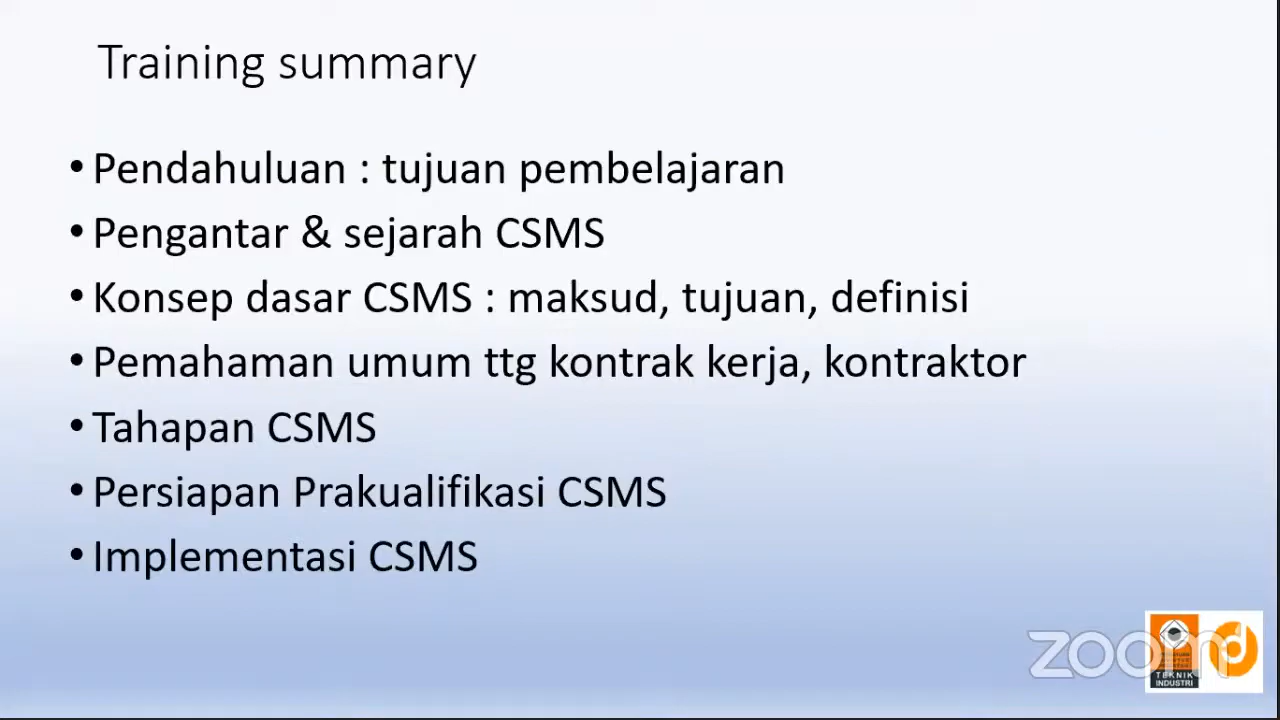 Training summary
• Pendahuluan : tujuan pembelajaran
• Pengantar & sejarah CSMS
• Konsep dasar CSMS : maksud, tujuan, definisi
• Pemahaman umum ttg kontrak kerja, kontraktor
• Tahapan CSMS
• Persiapan Prakualifikasi CSMS
• Implementasi CSMS
zoom
TEKNIK
INDUSTRI